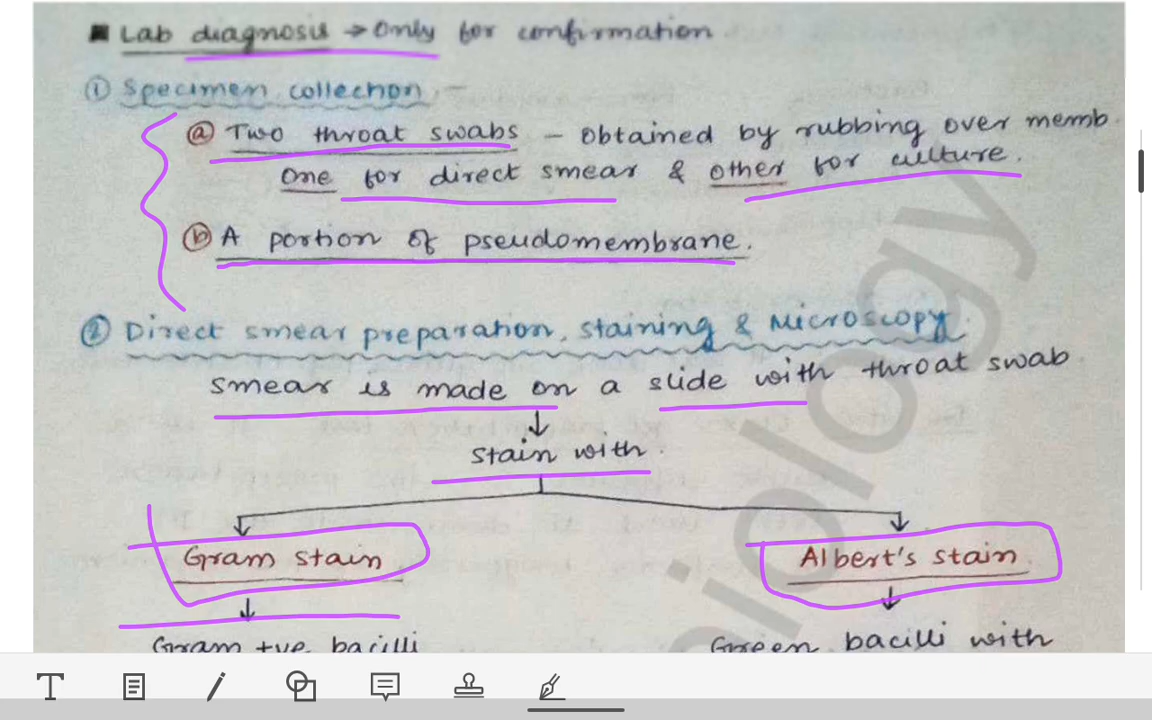 Lab diagnosis → Only for confirmation
① Specimen collection :-
ⓐ Two throat swabs - Obtained by rubbing over memb.
One for direct smear & other for culture.
ⓑ A portion of pseudomembrane.
② Direct smear preparation, staining & Microscopy.
smear is made on a slide with throat swab
↓
stain with
Gram stain Albert's stain
↓ ↓
Gram +ve bacilli Green bacilli with